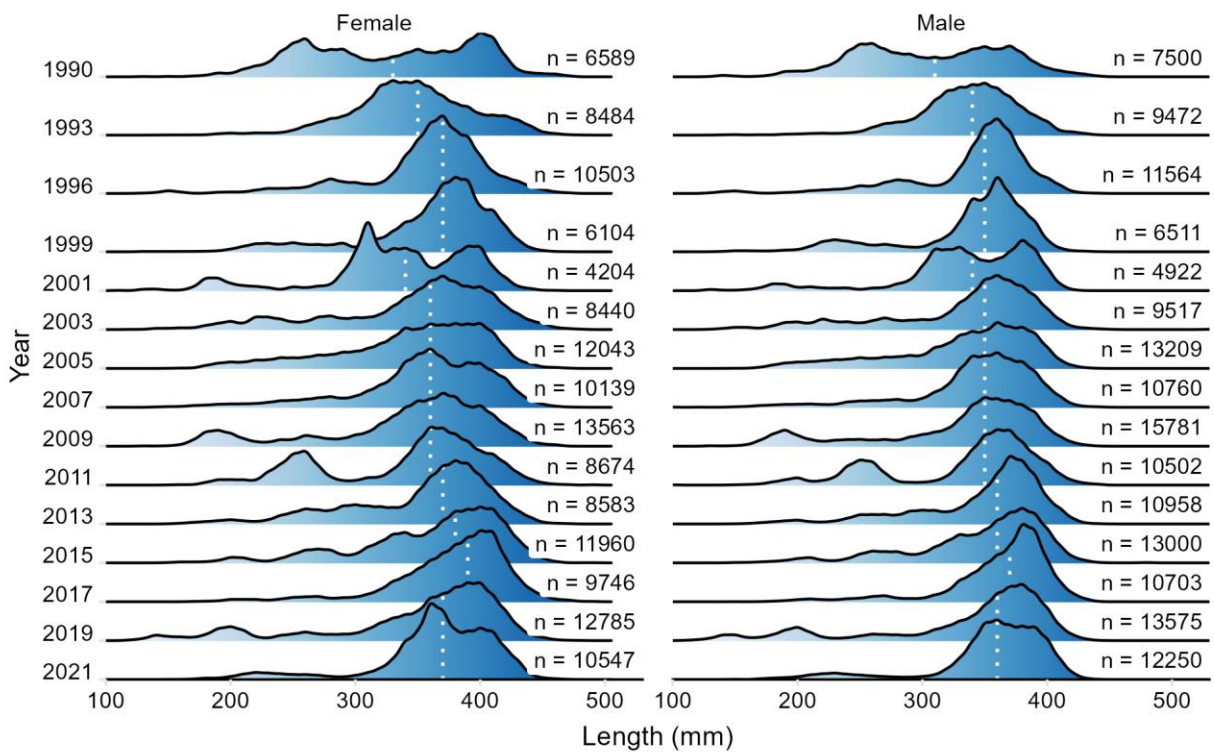 Female Male
1990 n = 6589 n = 7500
1993 n = 8484 n = 9472
1996 n = 10503 n = 11564
1999 n = 6104 n = 6511
2001 n = 4204 n = 4922
2003 n = 8440 n = 9517
2005 n = 12043 n = 13209
2007 n = 10139 n = 10760
2009 n = 13563 n = 15781
2011 n = 8674 n = 10502
2013 n = 8583 n = 10958
2015 n = 11960 n = 13000
2017 n = 9746 n = 10703
2019 n = 12785 n = 13575
2021 n = 10547 n = 12250
Year
100 200 300 400 500 100 200 300 400 500
Length (mm)